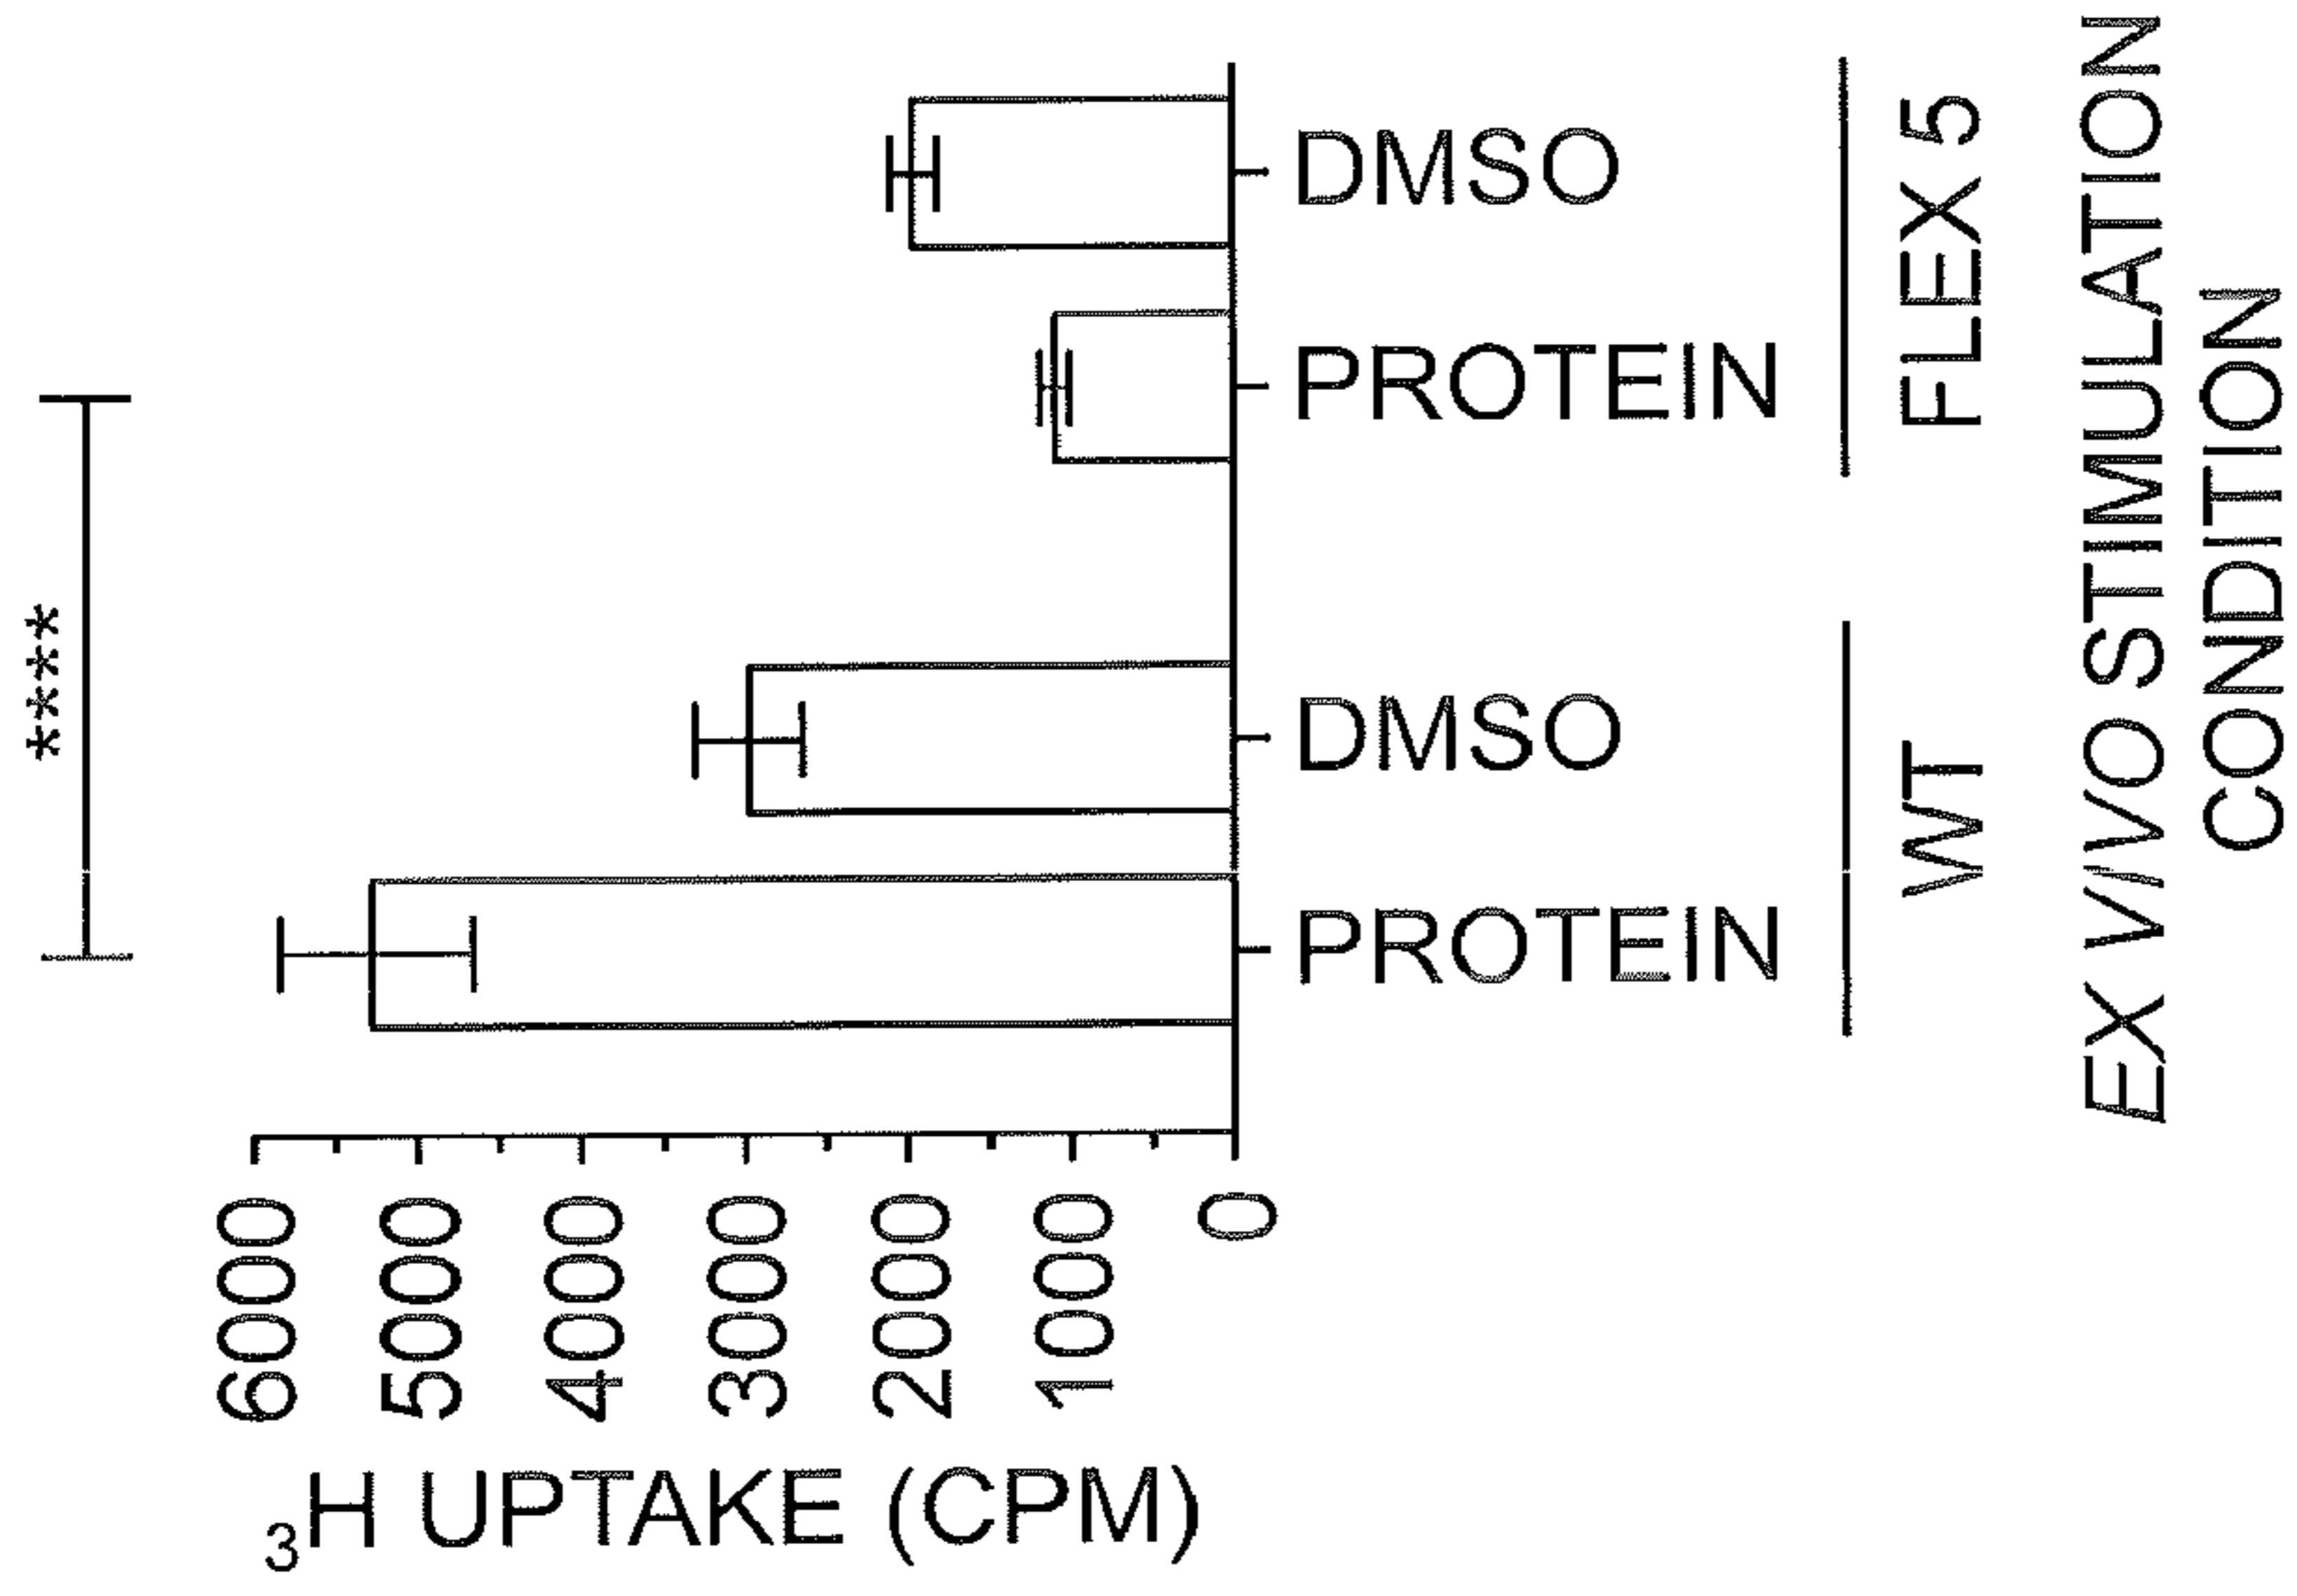 ****
6000
5000
4000
3000
2000
1000
0
₃H UPTAKE (CPM)
PROTEIN
DMSO
PROTEIN
DMSO
WT
FLEX 5
EX VIVO STIMULATION
CONDITION